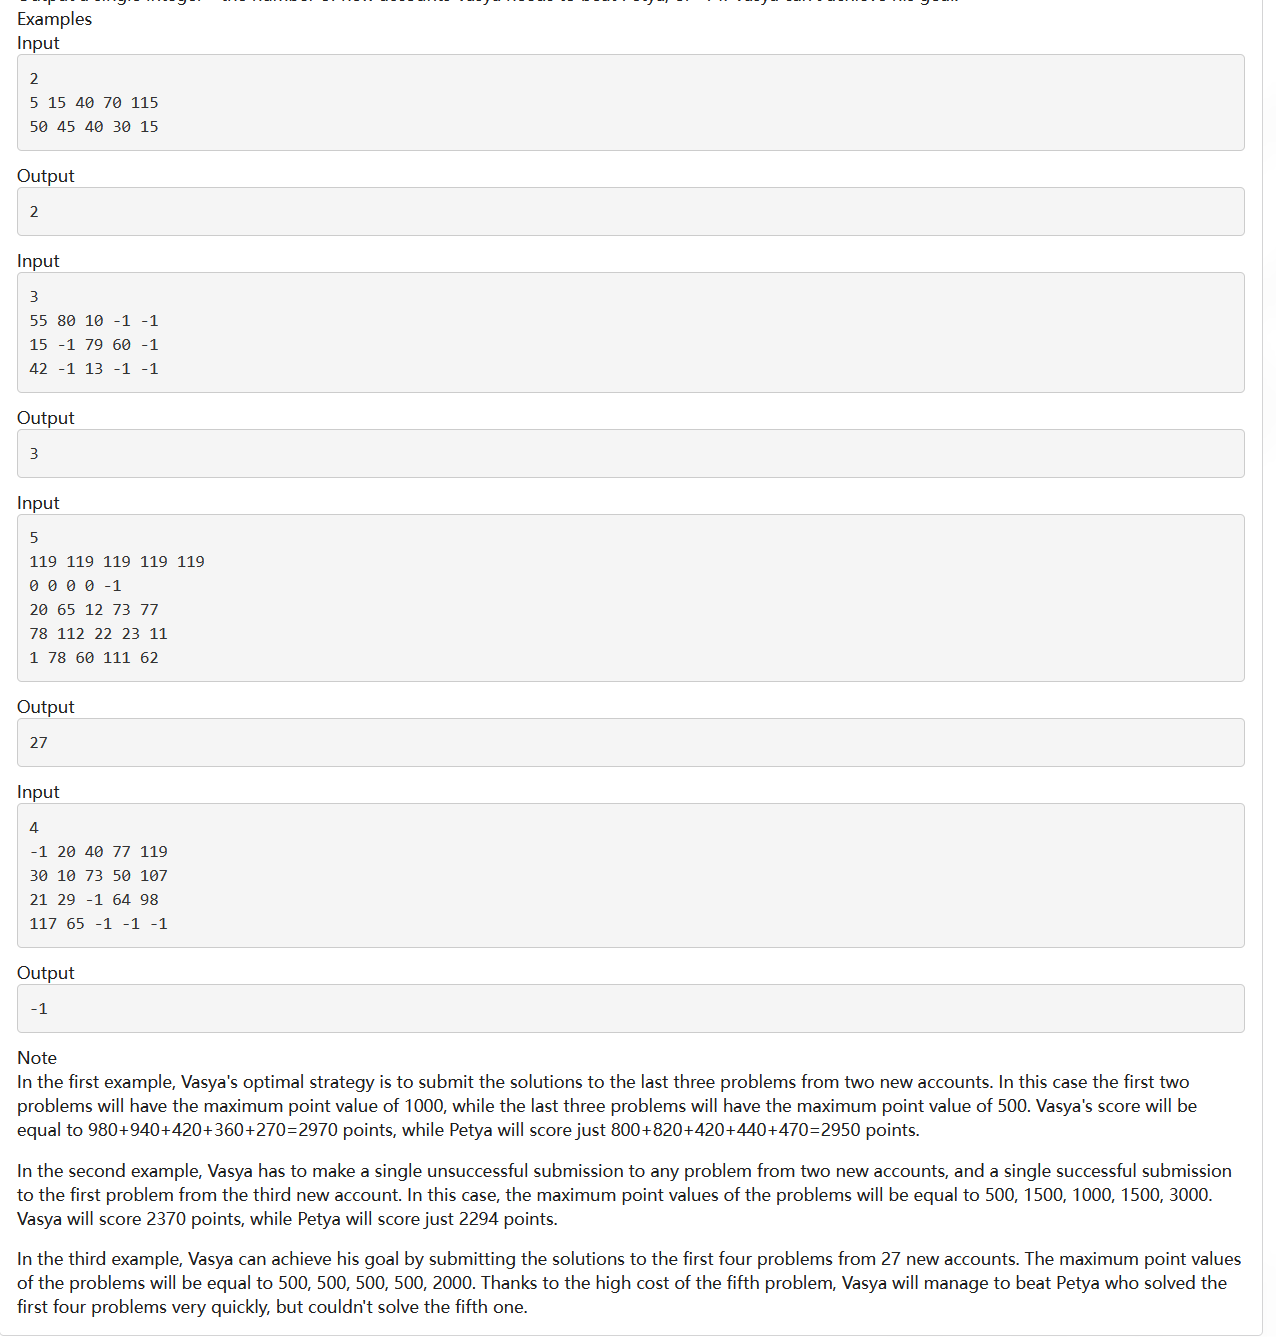 Examples
Input
2
5 15 40 70 115
50 45 40 30 15
Output
2
Input
3
55 80 10 -1 -1
15 -1 79 60 -1
42 -1 13 -1 -1
Output
3
Input
5
119 119 119 119 119
0 0 0 0 -1
20 65 12 73 77
78 112 22 23 11
1 78 60 111 62
Output
27
Input
4
-1 20 40 77 119
30 10 73 50 107
21 29 -1 64 98
117 65 -1 -1 -1
Output
-1
Note
In the first example, Vasya's optimal strategy is to submit the solutions to the last three problems from two new accounts. In this case the first two
problems will have the maximum point value of 1000, while the last three problems will have the maximum point value of 500. Vasya's score will be
equal to 980+940+420+360+270=2970 points, while Petya will score just 800+820+420+440+470=2950 points.
In the second example, Vasya has to make a single unsuccessful submission to any problem from two new accounts, and a single successful submission
to the first problem from the third new account. In this case, the maximum point values of the problems will be equal to 500, 1500, 1000, 1500, 3000.
Vasya will score 2370 points, while Petya will score just 2294 points.
In the third example, Vasya can achieve his goal by submitting the solutions to the first four problems from 27 new accounts. The maximum point values
of the problems will be equal to 500, 500, 500, 500, 2000. Thanks to the high cost of the fifth problem, Vasya will manage to beat Petya who solved the
first four problems very quickly, but couldn't solve the fifth one.